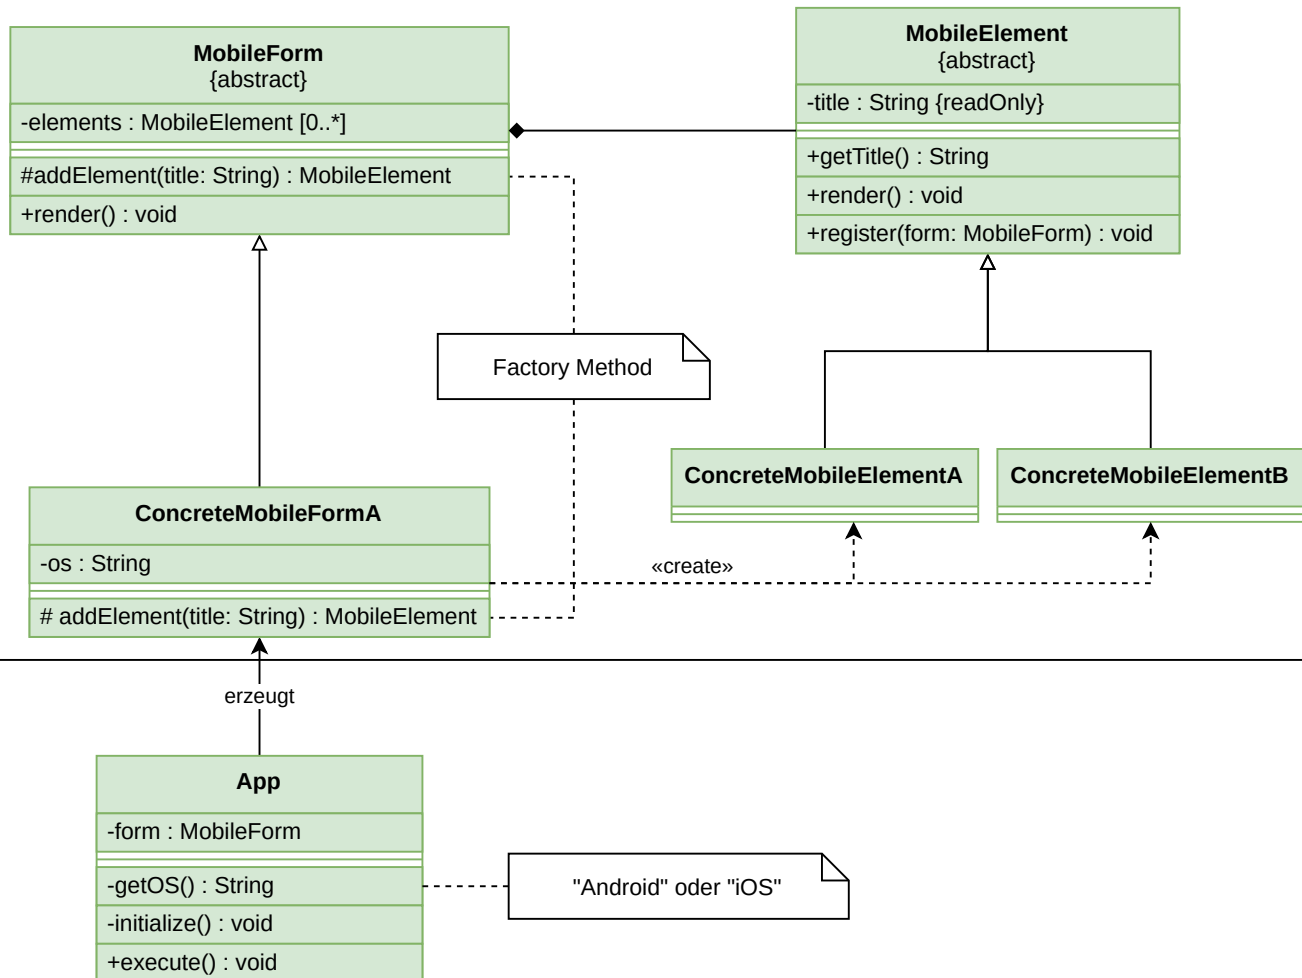 MobileForm
{abstract}
-elements : MobileElement [0..*]
#addElement(title: String) : MobileElement
+render() : void
MobileElement
{abstract}
-title : String {readOnly}
+getTitle() : String
+render() : void
+register(form: MobileForm) : void
Factory Method
ConcreteMobileElementA
ConcreteMobileElementB
ConcreteMobileFormA
-os : String
# addElement(title: String) : MobileElement
«create»
erzeugt
App
-form : MobileForm
-getOS() : String
-initialize() : void
+execute() : void
"Android" oder "iOS"